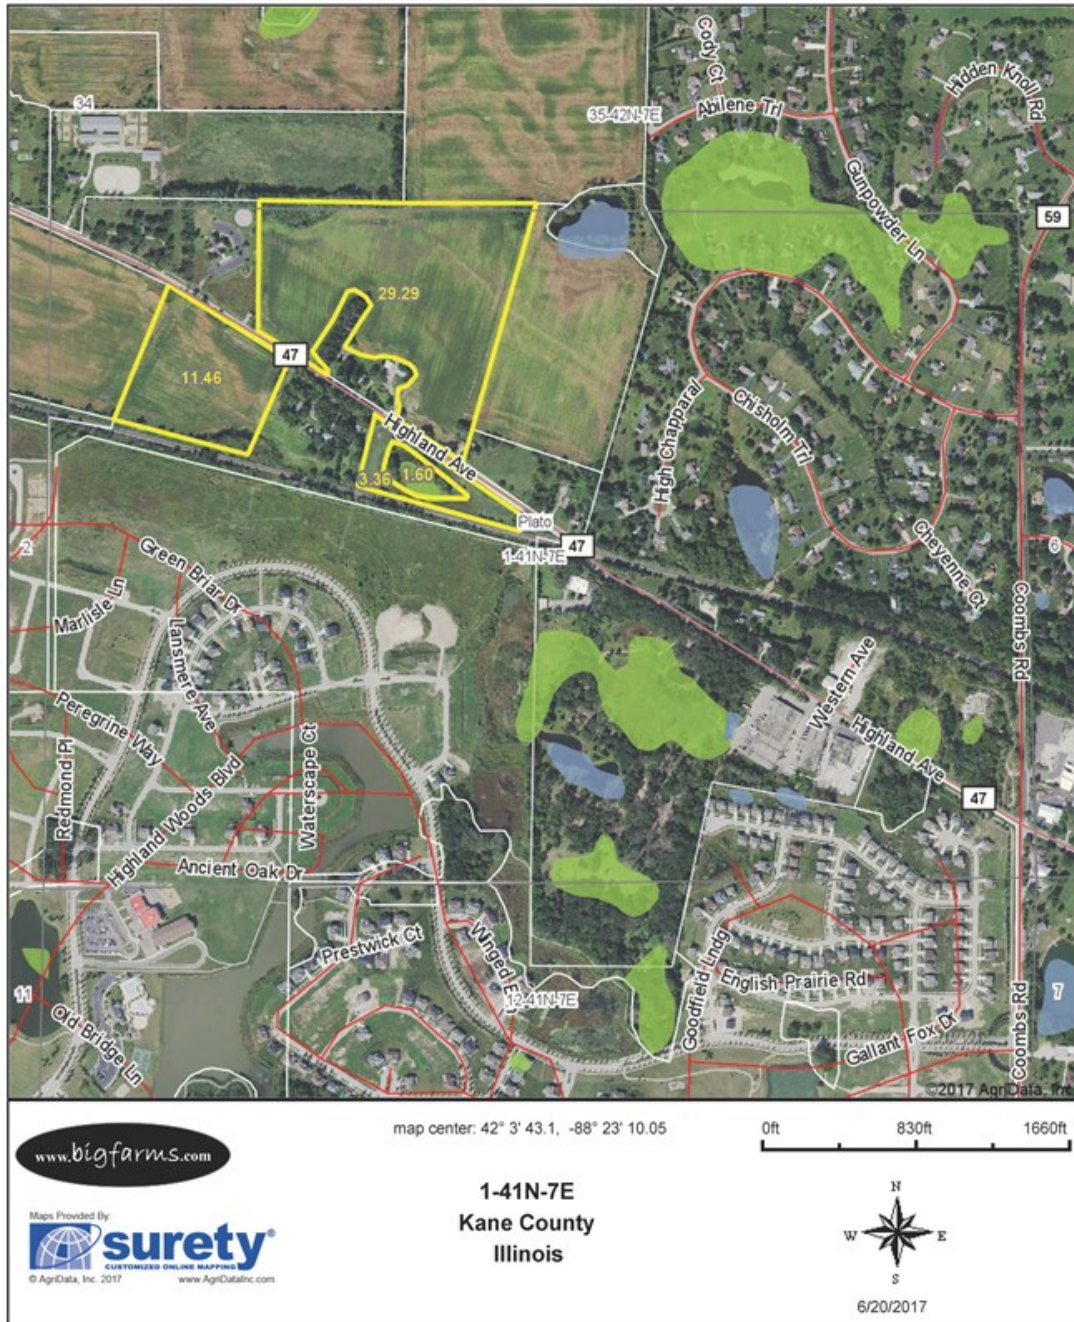 Cody Ct
Hidden Knoll Rd
34
Abilene Trl
35-42N-7E
Gunpowder Ln
59
29.29
47
11.46
High Chapparal
Chisholm Trl
Highland Ave
3.36
1.60
Plato
47
1-41N-7E
2
6
Green Briar Dr
Cheyenne Ct
Marlisle Ln
Lansmere Ave
Coombs Rd
Western Ave
Peregrine Way
Redmond Pl
Waterscape Ct
Highland Ave
Highland Woods Blvd
47
Ancient Oak Dr
Prestwick Ct
Goodfield Lndg
English Prairie Rd
11
12-41N-7E
7
Old Bridge Ln
Gallant Fox Dr
Coombs Rd
©2017 AgriData, Inc
www.bigfarms.com
map center: 42° 3' 43.1, -88° 23' 10.05
0ft 830ft 1660ft
1-41N-7E
Kane County
Illinois
Maps Provided By:
surety®
CUSTOMIZED ONLINE MAPPING
© AgriData, Inc. 2017 www.AgriDataInc.com
N
W E
S
6/20/2017